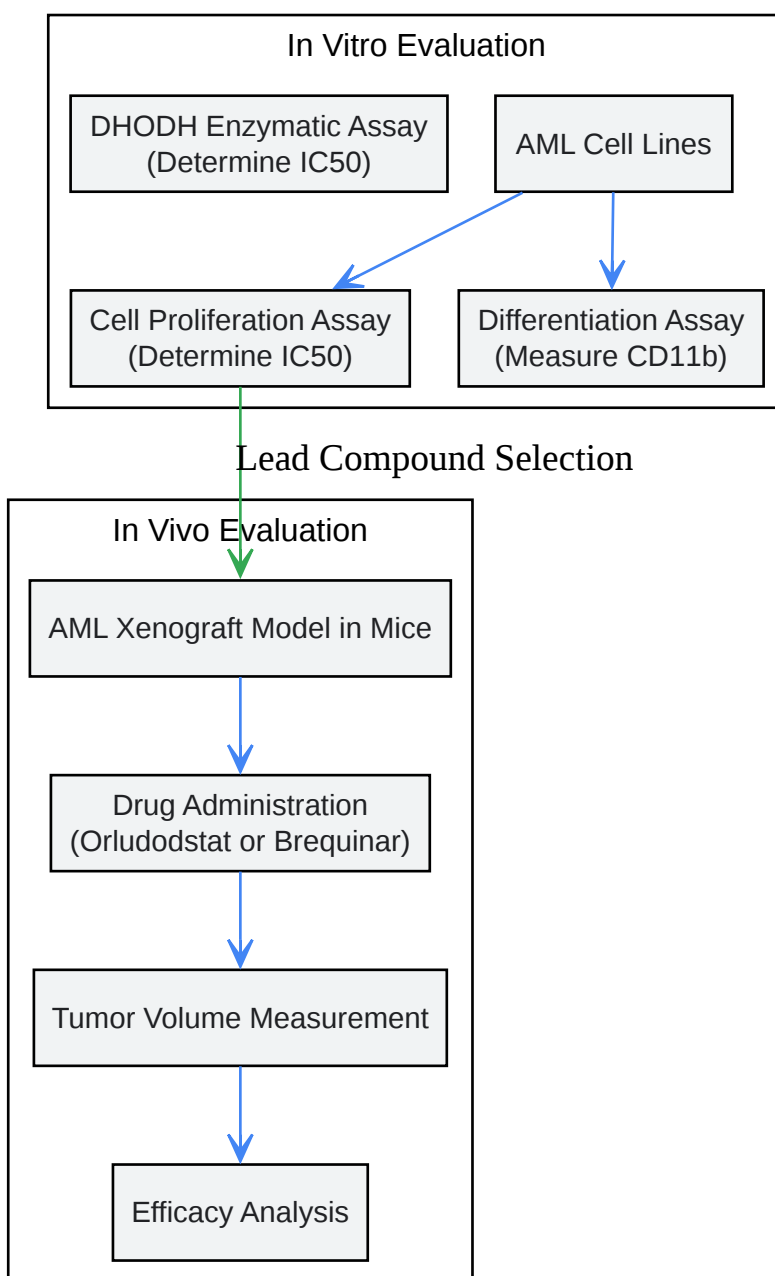 In Vitro Evaluation
DHODH Enzymatic Assay
(Determine IC50)
AML Cell Lines
Cell Proliferation Assay
(Determine IC50)
Differentiation Assay
(Measure CD11b)
Lead Compound Selection
In Vivo Evaluation
AML Xenograft Model in Mice
Drug Administration
(Orludodstat or Brequinar)
Tumor Volume Measurement
Efficacy Analysis